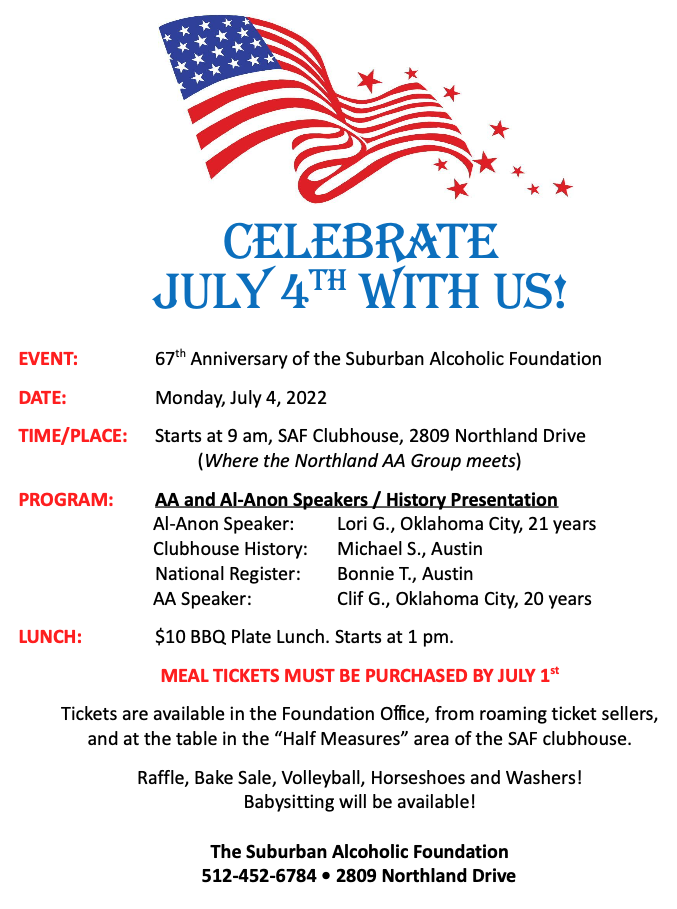 CELEBRATE
JULY 4TH WITH US!
EVENT: 67th Anniversary of the Suburban Alcoholic Foundation
DATE: Monday, July 4, 2022
TIME/PLACE: Starts at 9 am, SAF Clubhouse, 2809 Northland Drive
(Where the Northland AA Group meets)
PROGRAM: AA and Al-Anon Speakers / History Presentation
Al-Anon Speaker: Lori G., Oklahoma City, 21 years
Clubhouse History: Michael S., Austin
National Register: Bonnie T., Austin
AA Speaker: Clif G., Oklahoma City, 20 years
LUNCH: $10 BBQ Plate Lunch. Starts at 1 pm.
MEAL TICKETS MUST BE PURCHASED BY JULY 1st
Tickets are available in the Foundation Office, from roaming ticket sellers,
and at the table in the “Half Measures” area of the SAF clubhouse.
Raffle, Bake Sale, Volleyball, Horseshoes and Washers!
Babysitting will be available!
The Suburban Alcoholic Foundation
512-452-6784 • 2809 Northland Drive